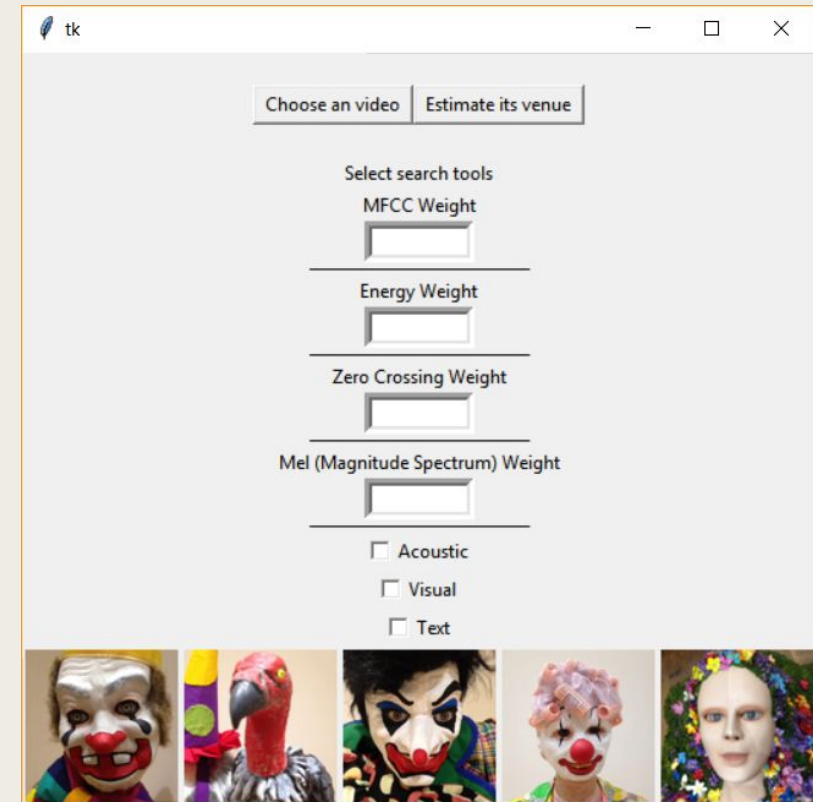 tk
Choose an video Estimate its venue
Select search tools
MFCC Weight
Energy Weight
Zero Crossing Weight
Mel (Magnitude Spectrum) Weight
Acoustic
Visual
Text